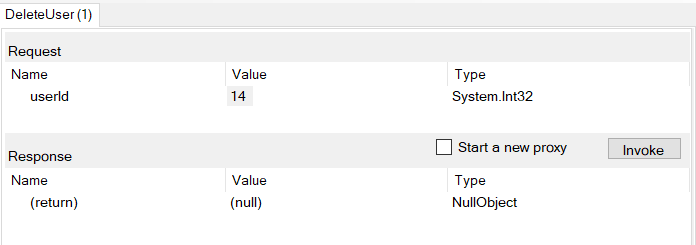 DeleteUser (1)
Request
Name Value Type
userId 14 System.Int32
Response Start a new proxy Invoke
Name Value Type
(return) (null) NullObject